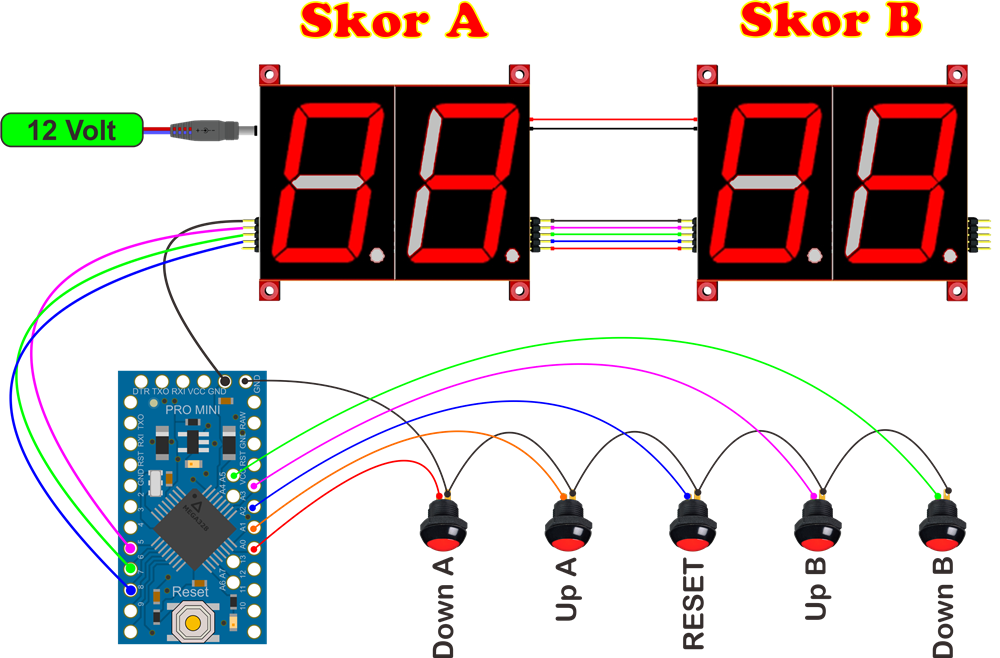 Skor A
Skor B
12 Volt
DTR TXO RXI VCC GND
GND
PRO MINI
TXO
RXI
RST
GND
2
3
4
5
6
7
8
9
RAW
GND
RST
VCC
A3
A2
A1
A0
13
12
11
10
A4 A5
A6 A7
MEGA328
Reset
Down A
Up A
RESET
Up B
Down B